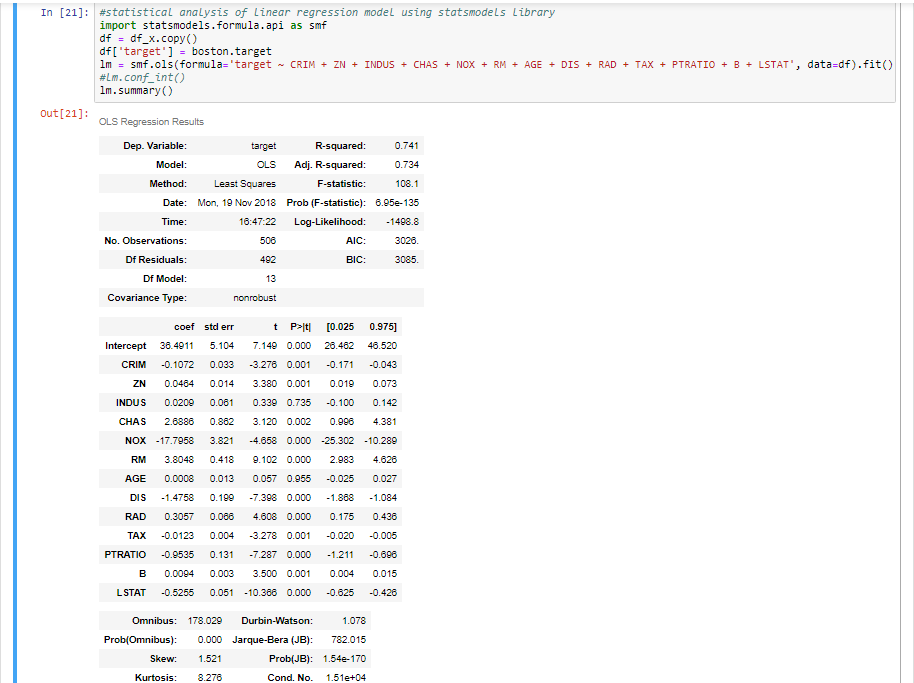 In [21]: #statistical analysis of linear regression model using statsmodels library
import statsmodels.formula.api as smf
df = df_x.copy()
df['target'] = boston.target
lm = smf.ols(formula='target ~ CRIM + ZN + INDUS + CHAS + NOX + RM + AGE + DIS + RAD + TAX + PTRATIO + B + LSTAT', data=df).fit()
#lm.conf_int()
lm.summary()
Out[21]:
OLS Regression Results
Dep. Variable: target R-squared: 0.741
Model: OLS Adj. R-squared: 0.734
Method: Least Squares F-statistic: 108.1
Date: Mon, 19 Nov 2018 Prob (F-statistic): 6.95e-135
Time: 16:47:22 Log-Likelihood: -1498.8
No. Observations: 506 AIC: 3026.
Df Residuals: 492 BIC: 3085.
Df Model: 13
Covariance Type: nonrobust
coef std err t P>|t| [0.025 0.975]
Intercept 36.4911 5.104 7.149 0.000 26.462 46.520
CRIM -0.1072 0.033 -3.276 0.001 -0.171 -0.043
ZN 0.0464 0.014 3.380 0.001 0.019 0.073
INDUS 0.0209 0.061 0.339 0.735 -0.100 0.142
CHAS 2.6886 0.862 3.120 0.002 0.996 4.381
NOX -17.7958 3.821 -4.658 0.000 -25.302 -10.289
RM 3.8048 0.418 9.102 0.000 2.983 4.626
AGE 0.0008 0.013 0.057 0.955 -0.025 0.027
DIS -1.4758 0.199 -7.398 0.000 -1.868 -1.084
RAD 0.3057 0.066 4.608 0.000 0.175 0.436
TAX -0.0123 0.004 -3.278 0.001 -0.020 -0.005
PTRATIO -0.9535 0.131 -7.287 0.000 -1.211 -0.696
B 0.0094 0.003 3.500 0.001 0.004 0.015
LSTAT -0.5255 0.051 -10.366 0.000 -0.625 -0.426
Omnibus: 178.029 Durbin-Watson: 1.078
Prob(Omnibus): 0.000 Jarque-Bera (JB): 782.015
Skew: 1.521 Prob(JB): 1.54e-170
Kurtosis: 8.276 Cond. No. 1.51e+04